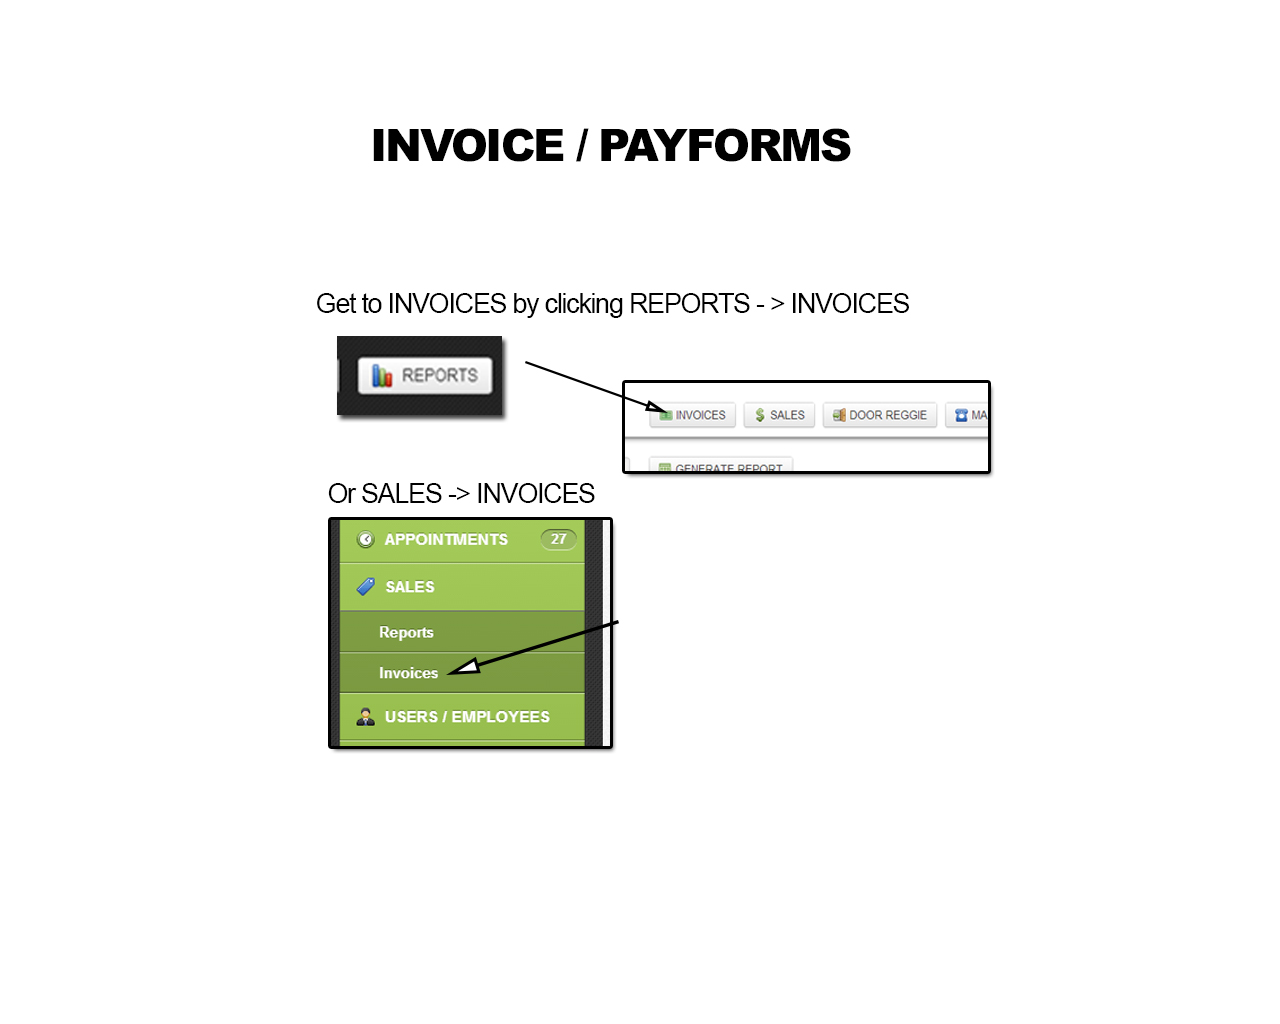 INVOICE / PAYFORMS
Get to INVOICES by clicking REPORTS - > INVOICES
REPORTS
INVOICES SALES DOOR REGGIE MA
GENERATE REPORT
Or SALES -> INVOICES
APPOINTMENTS 27
SALES
Reports
Invoices
USERS / EMPLOYEES